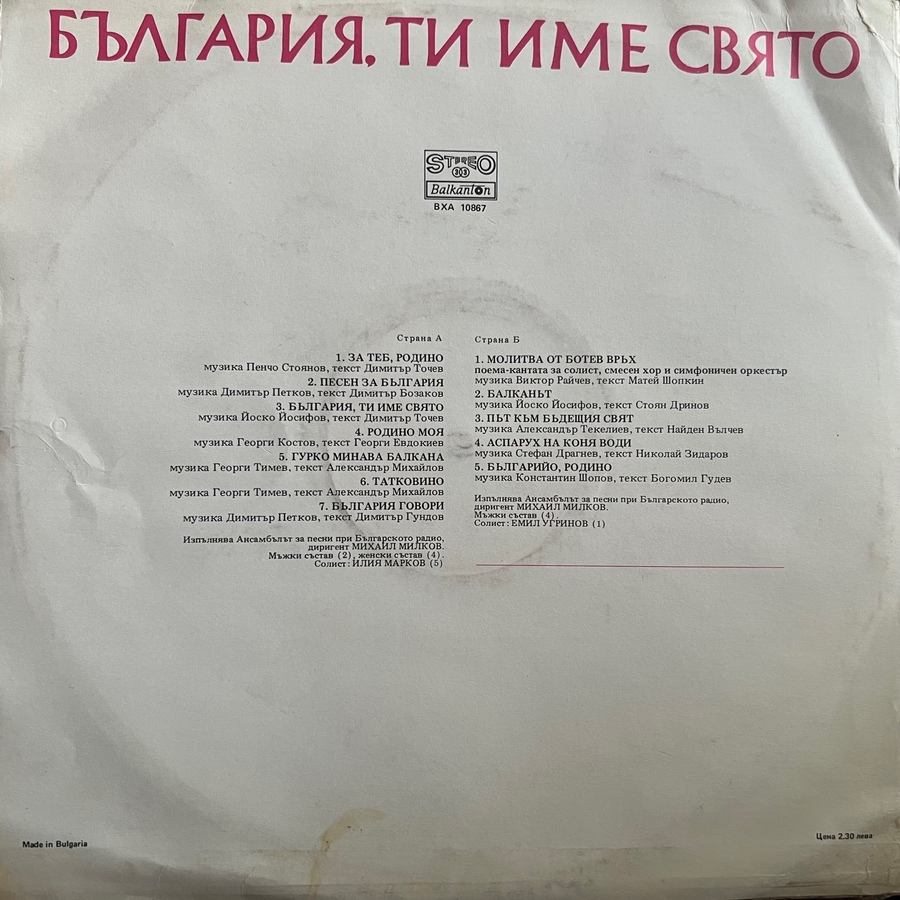 БЪЛГАРИЯ, ТИ ИМЕ СВЯТО
STEREO
33
Balkanton
ВХА 10867
Страна А
1. ЗА ТЕБ, РОДИНО
музика Пенчо Стоянов, текст Димитър Точев
2. ПЕСЕН ЗА БЪЛГАРИЯ
музика Димитър Петков, текст Димитър Бозаков
3. БЪЛГАРИЯ, ТИ ИМЕ СВЯТО
музика Йоско Йосифов, текст Димитър Точев
4. РОДИНО МОЯ
музика Георги Костов, текст Георги Евдокиев
5. ГУРКО МИНАВА БАЛКАНА
музика Георги Тимев, текст Александър Михайлов
6. ТАТКОВИНО
музика Георги Тимев, текст Александър Михайлов
7. БЪЛГАРИЯ ГОВОРИ
музика Димитър Петков, текст Димитър Гундов
Изпълнява Ансамбълът за песни при Българското радио,
диригент МИХАИЛ МИЛКОВ.
Мъжки състав (2), женски състав (4).
Солист: ИЛИЯ МАРКОВ (5)
Страна Б
1. МОЛИТВА ОТ БОТЕВ ВРЪХ
поема-кантата за солист, смесен хор и симфоничен оркестър
музика Виктор Райчев, текст Матей Шопкин
2. БАЛКАНЪТ
музика Йоско Йосифов, текст Стоян Дринов
3. ПЪТ КЪМ БЪДЕЩИЯ СВЯТ
музика Александър Текелиев, текст Найден Вълчев
4. АСПАРУХ НА КОНЯ ВОДИ
музика Стефан Драгнев, текст Николай Зидаров
5. БЪЛГАРИЙО, РОДИНО
музика Константин Шопов, текст Богомил Гудев
Изпълнява Ансамбълът за песни при Българското радио,
диригент МИХАИЛ МИЛКОВ.
Мъжки състав (4).
Солист: ЕМИЛ УГРИНОВ (1)
Made in Bulgaria
Цена 2.30 лева